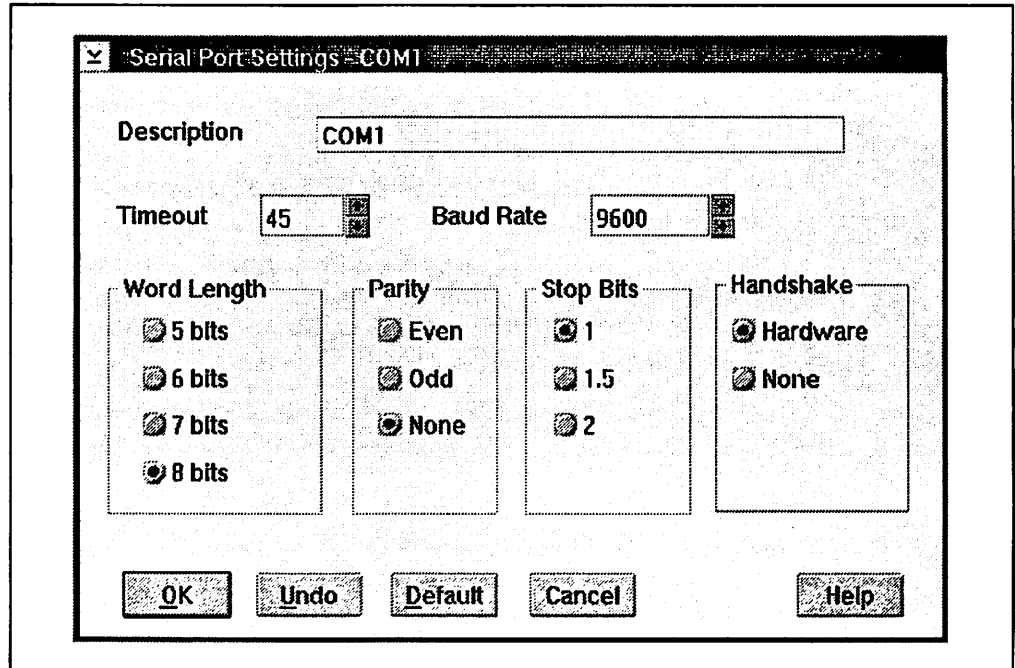 Serial Port Settings - COM1
Description COM1
Timeout 45 Baud Rate 9600
Word Length Parity Stop Bits Handshake
5 bits Even 1 Hardware
6 bits Odd 1.5 None
7 bits None 2
8 bits
OK Undo Default Cancel Help